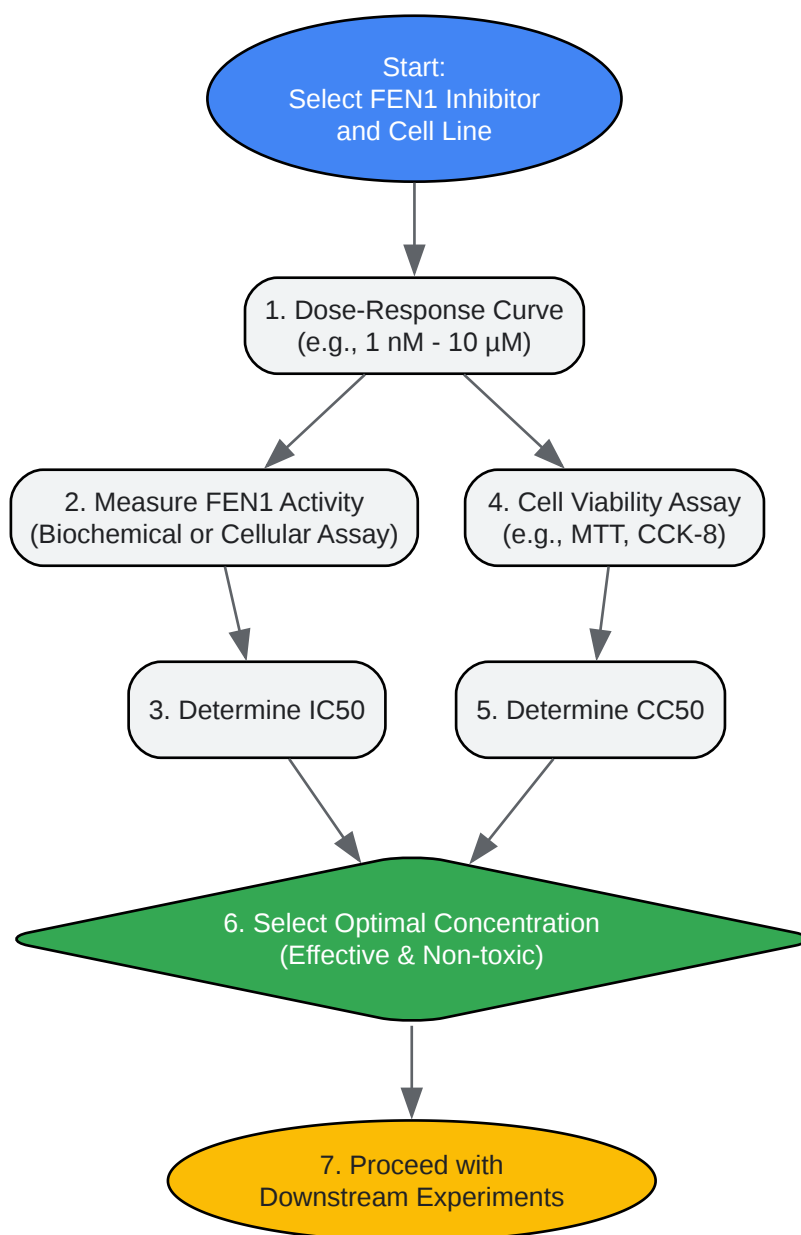 Start:
Select FEN1 Inhibitor
and Cell Line
1. Dose-Response Curve
(e.g., 1 nM - 10 µM)
2. Measure FEN1 Activity
(Biochemical or Cellular Assay)
4. Cell Viability Assay
(e.g., MTT, CCK-8)
3. Determine IC50
5. Determine CC50
6. Select Optimal Concentration
(Effective & Non-toxic)
7. Proceed with
Downstream Experiments